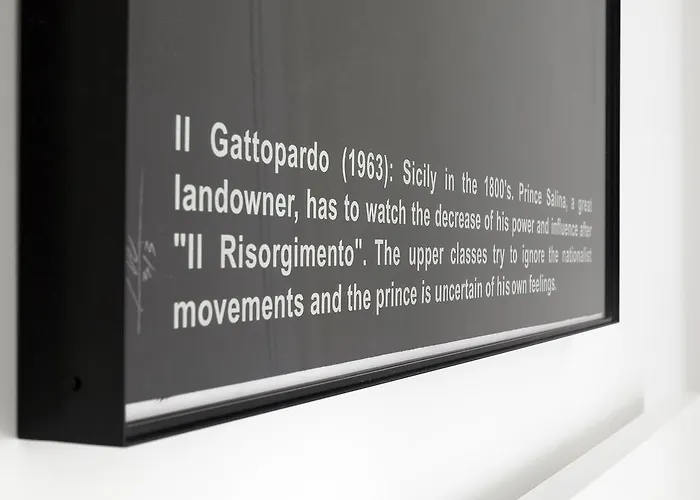 Il Gattopardo (1963): Sicily in the 1800's. Prince Salina, a great
landowner, has to watch the decrease of his power and influence after
"Il Risorgimento". The upper classes try to ignore the nationalist
movements and the prince is uncertain of his own feelings.